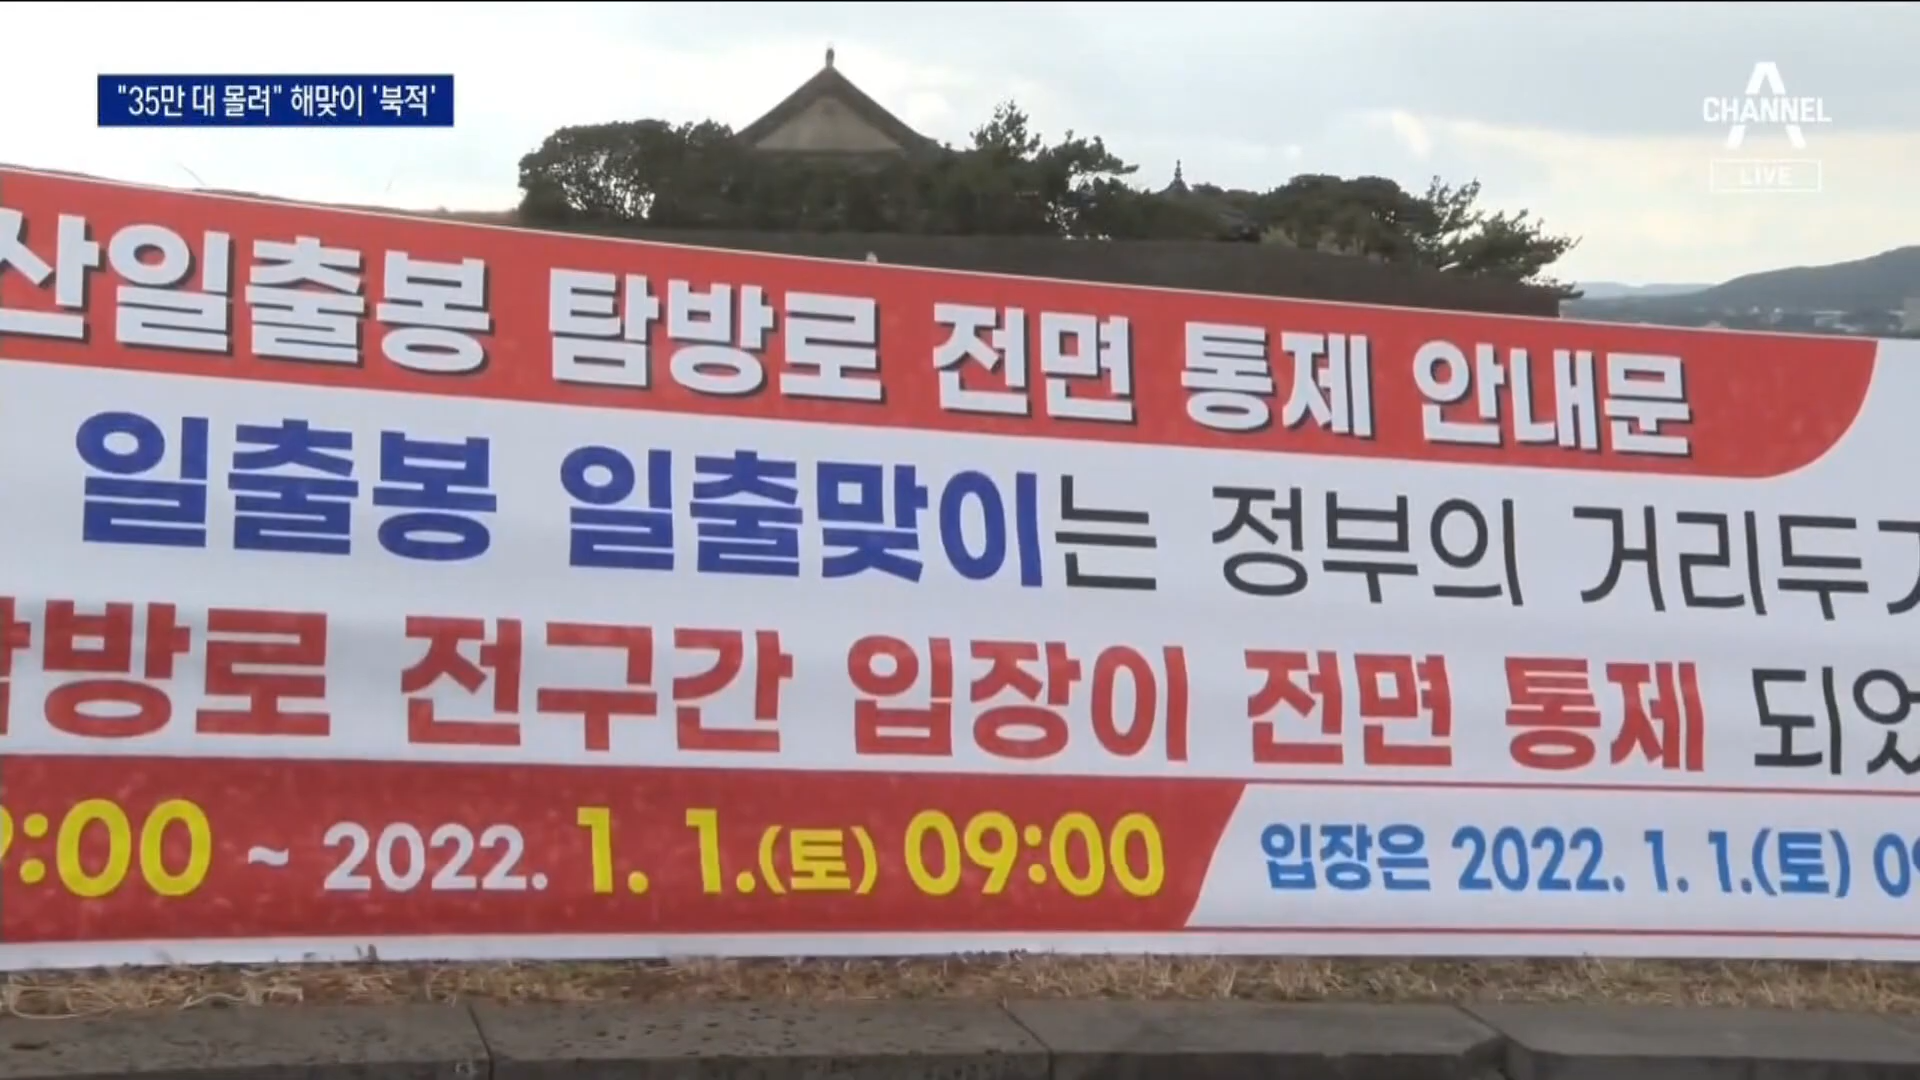 "35만 대 몰려" 해맞이 '북적'
CHANNEL A
LIVE
산일출봉 탐방로 전면 통제 안내문
일출봉 일출맞이는 정부의 거리두
방로 전구간 입장이 전면 통제 되었
:00 ~ 2022. 1. 1.(토) 09:00
입장은 2022. 1. 1.(토) 09